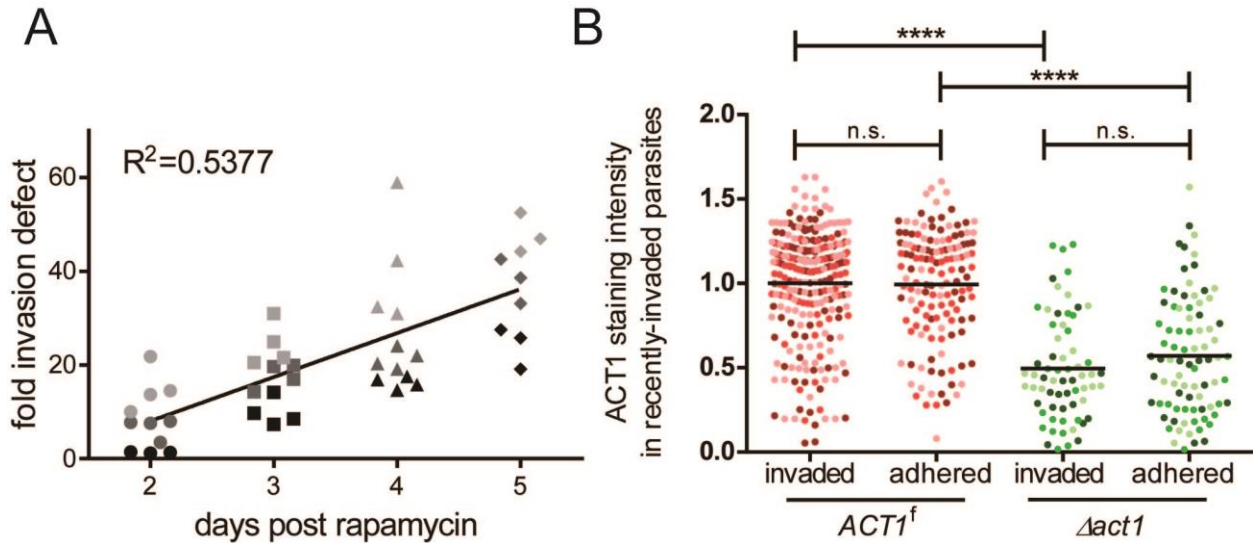 A
R²=0.5377
fold invasion defect
60
40
20
0
2 3 4 5
days post rapamycin
B
****
****
n.s. n.s.
ACT1 staining intensity
in recently-invaded parasites
2.0
1.5
1.0
0.5
0.0
invaded adhered invaded adhered
ACT1ᶠ Δact1